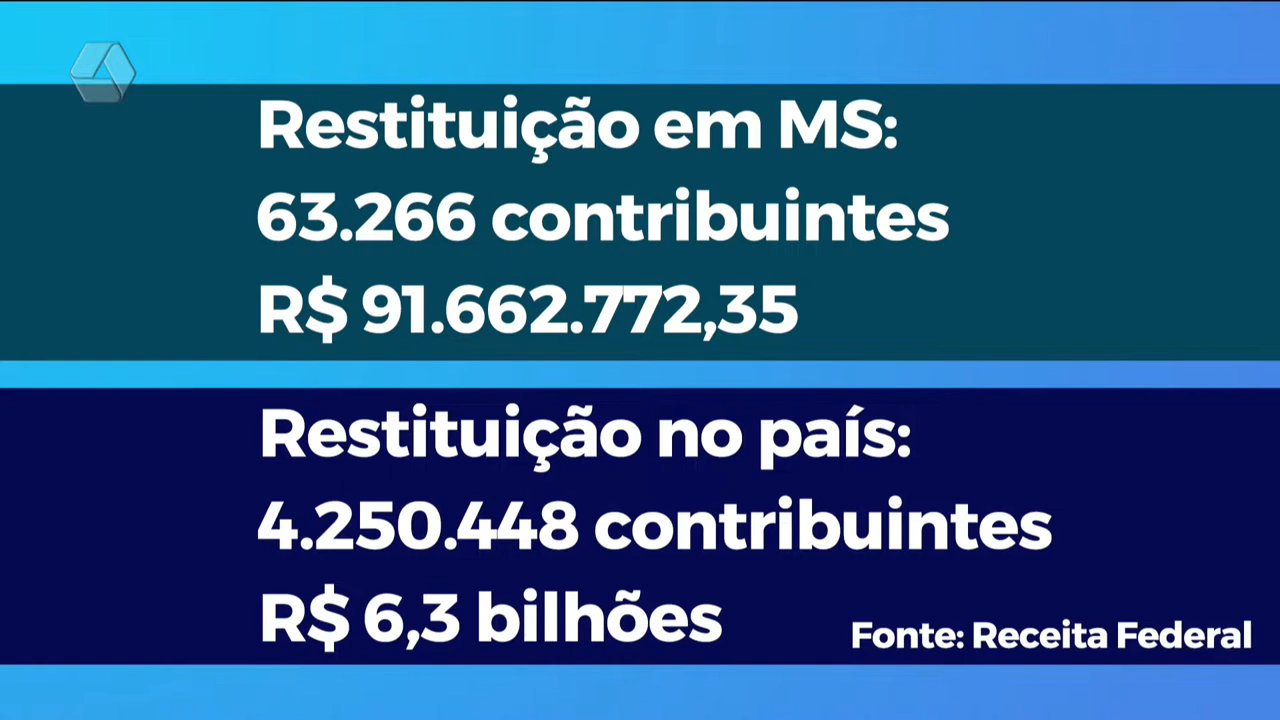 Restituição em MS:
63.266 contribuintes
R$ 91.662.772,35
Restituição no país:
4.250.448 contribuintes
R$ 6,3 bilhões
Fonte: Receita Federal